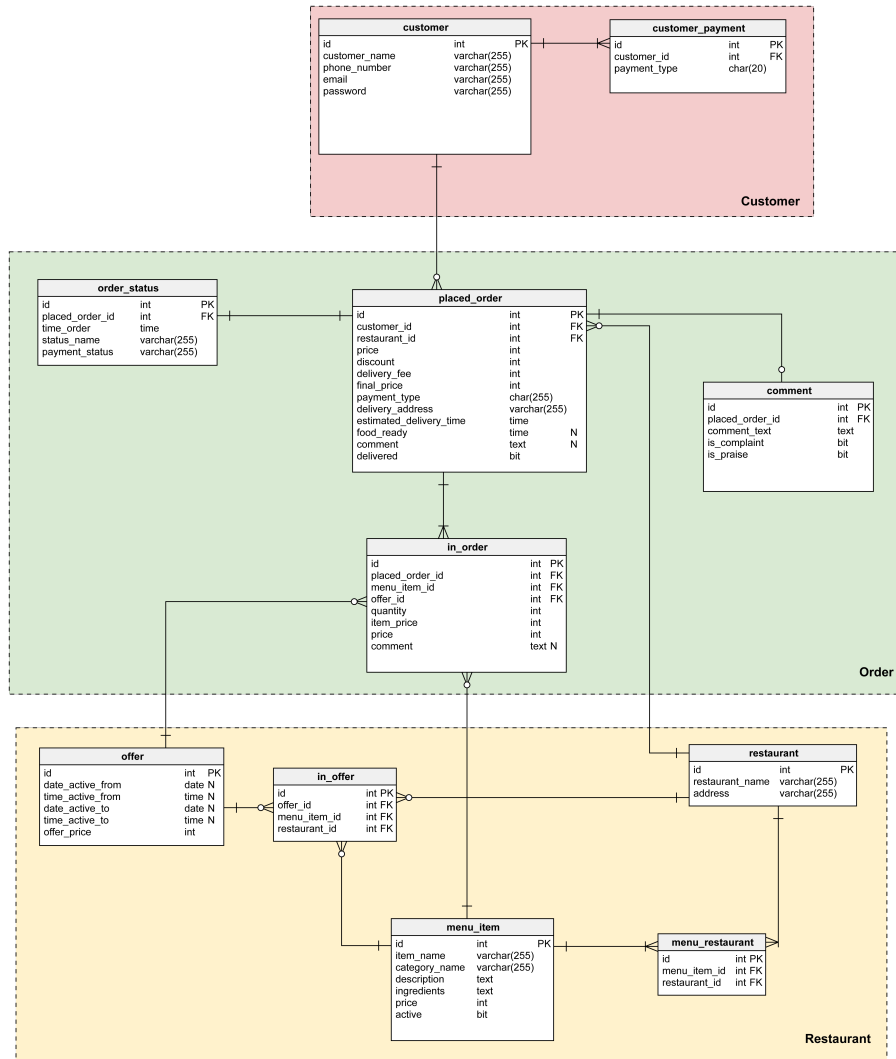 customer
id int PK
customer_name varchar(255)
phone_number varchar(255)
email varchar(255)
password varchar(255)
customer_payment
id int PK
customer_id int FK
payment_type char(20)
Customer
order_status
id int PK
placed_order_id int FK
time_order time
status_name varchar(255)
payment_status varchar(255)
placed_order
id int PK
customer_id int FK
restaurant_id int FK
price int
discount int
delivery_fee int
final_price int
payment_type char(255)
delivery_address varchar(255)
estimated_delivery_time time
food_ready time N
comment text N
delivered bit
comment
id int PK
placed_order_id int FK
comment_text text
is_complaint bit
is_praise bit
in_order
id int PK
placed_order_id int FK
menu_item_id int FK
offer_id int FK
quantity int
item_price int
price int
comment text N
Order
offer
id int PK
date_active_from date N
time_active_from time N
date_active_to date N
time_active_to time N
offer_price int
in_offer
id int PK
offer_id int FK
menu_item_id int FK
restaurant_id int FK
restaurant
id int PK
restaurant_name varchar(255)
address varchar(255)
menu_item
id int PK
item_name varchar(255)
category_name varchar(255)
description text
ingredients text
price int
active bit
menu_restaurant
id int PK
menu_item_id int FK
restaurant_id int FK
Restaurant